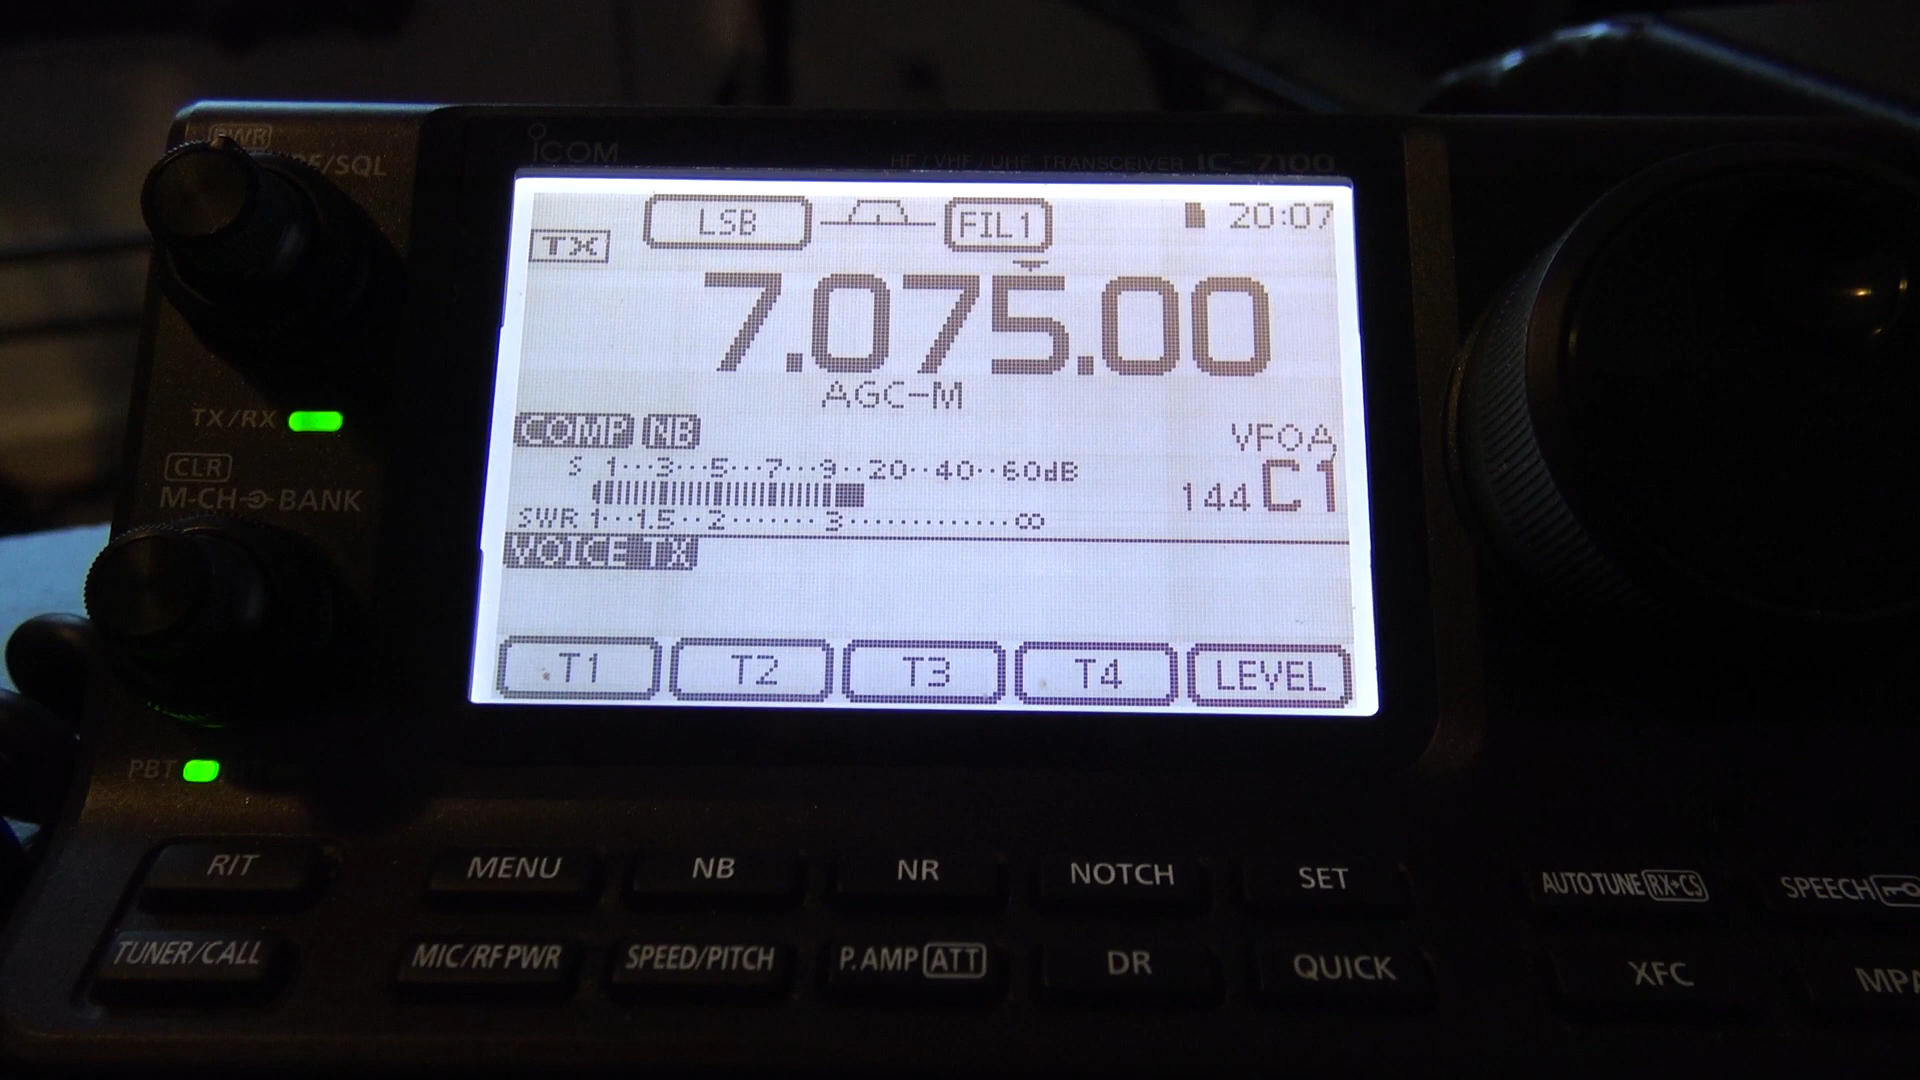 PWR
RF/SQL
ICOM
HF/VHF/UHF TRANSCEIVER IC-7100
LSB
FIL1
20:07
TX
7.075.00
AGC-M
TX/RX
COMP NB
VFOA
S 1···3···5···7···9··20··40··60dB
144 C1
SWR 1···1.5··2·······3············∞
CLR
M-CH BANK
VOICE TX
T1 T2 T3 T4 LEVEL
PBT
RIT MENU NB NR NOTCH SET AUTOTUNE RX→CS SPEECH
TUNER/CALL MIC/RFPWR SPEED/PITCH P.AMP ATT DR QUICK XFC